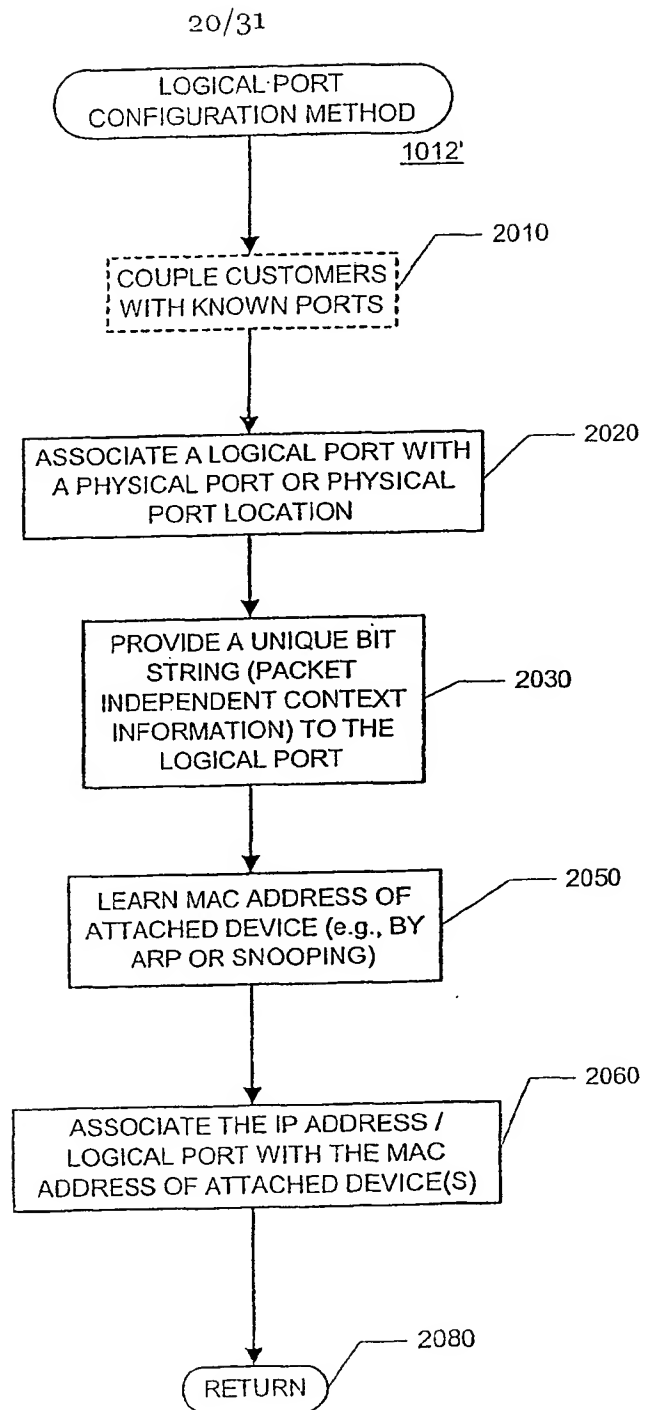 20/31
LOGICAL PORT
CONFIGURATION METHOD
1012'
2010
COUPLE CUSTOMERS
WITH KNOWN PORTS
2020
ASSOCIATE A LOGICAL PORT WITH
A PHYSICAL PORT OR PHYSICAL
PORT LOCATION
PROVIDE A UNIQUE BIT
STRING (PACKET
INDEPENDENT CONTEXT
INFORMATION) TO THE
LOGICAL PORT
2030
LEARN MAC ADDRESS OF
ATTACHED DEVICE (e.g., BY
ARP OR SNOOPING)
2050
2060
ASSOCIATE THE IP ADDRESS /
LOGICAL PORT WITH THE MAC
ADDRESS OF ATTACHED DEVICE(S)
2080
RETURN